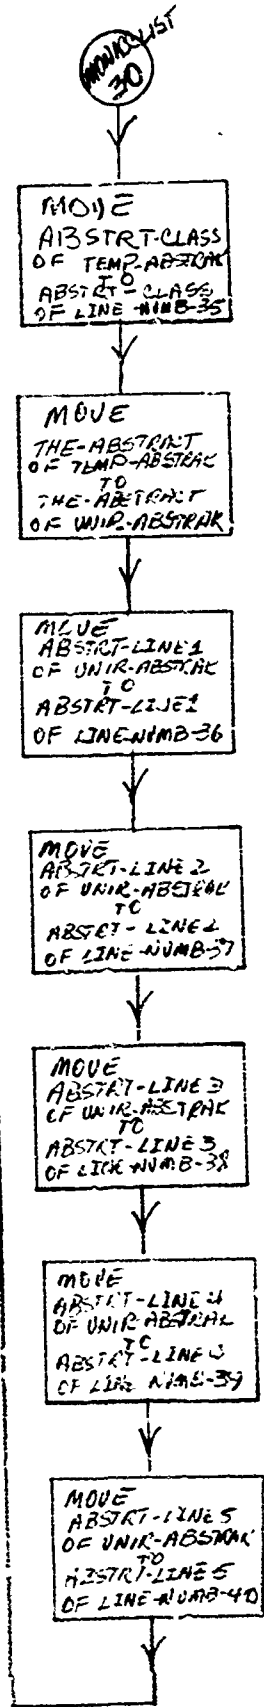 30
MOVE
ABSTRT-CLASS
OF TEMP-ABSTRAK
TO
ABSTRT-CLASS
OF LINE-NUMB-35
MOVE
THE-ABSTRACT
OF TEMP-ABSTRAK
TO
THE-ABSTRACT
OF UNIR-ABSTRAK
MOVE
ABSTRT-LINE1
OF UNIR-ABSTRAK
TO
ABSTRT-LINE1
OF LINE-NUMB-36
MOVE
ABSTRT-LINE 2
OF UNIR-ABSTRAK
TO
ABSTRT-LINE 2
OF LINE-NUMB-37
MOVE
ABSTRT-LINE 3
OF UNIR-ABSTRAK
TO
ABSTRT-LINE 3
OF LINE-NUMB-38
MOVE
ABSTRT-LINE 4
OF UNIR-ABSTRAK
TO
ABSTRT-LINE 4
OF LINE-NUMB-39
MOVE
ABSTRT-LINE 5
OF UNIR-ABSTRAK
TO
ABSTRT-LINE 5
OF LINE-NUMB-40